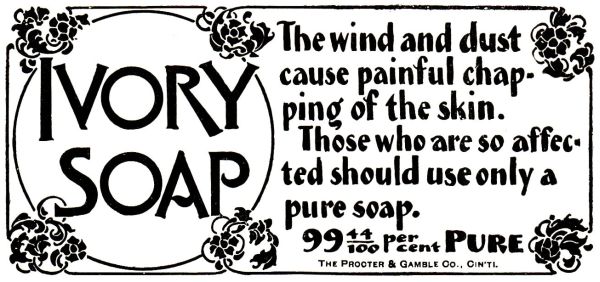 IVORY
SOAP
The wind and dust
cause painful chap-
ping of the skin.
Those who are so affec-
ted should use only a
pure soap.
99 44/100 per cent PURE
THE PROCTER & GAMBLE CO., CIN'TI.